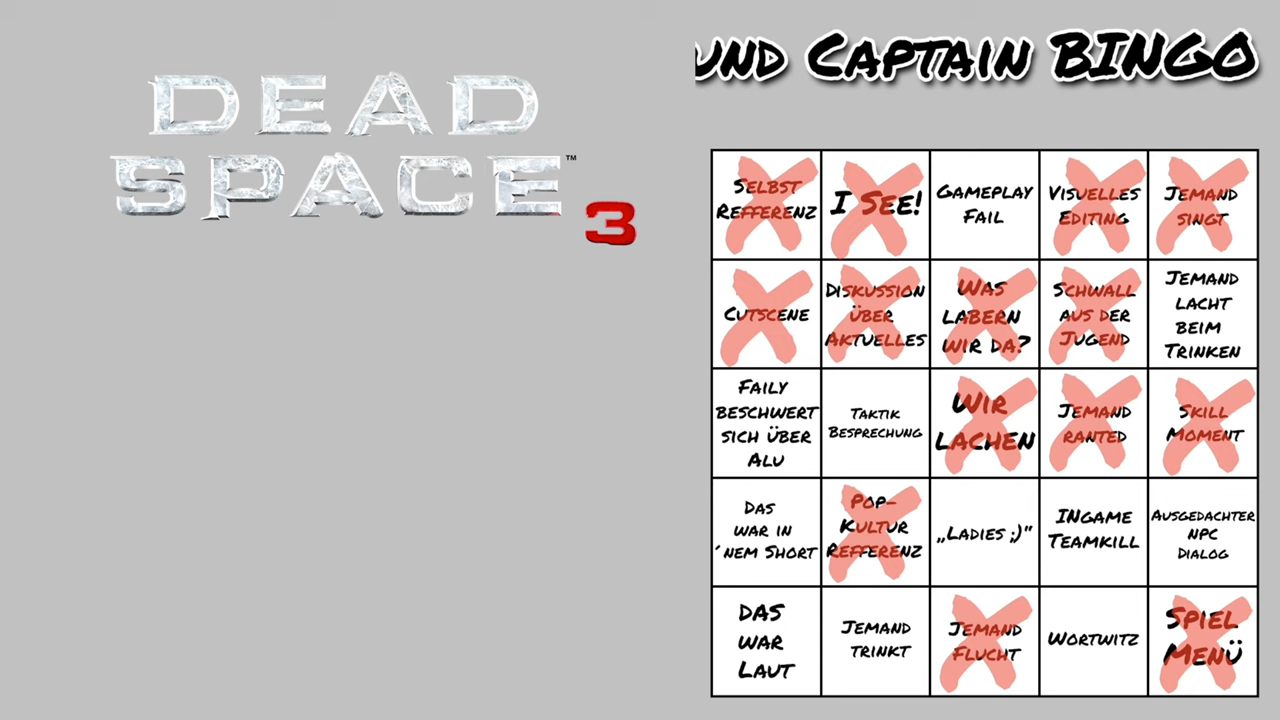 DEAD
SPACE™
3
UND CAPTAIN BINGO
SELBST
REFFERENZ
I SEE!
GAMEPLAY
FAIL
VISUELLES
EDITING
JEMAND
SINGT
CUTSCENE
DISKUSSION
ÜBER
AKTUELLES
WAS
LABERN
WIR DA?
SCHWALL
AUS DER
JUGEND
JEMAND
LACHT
BEIM
TRINKEN
FAILY
BESCHWERT
SICH ÜBER
ALU
TAKTIK
BESPRECHUNG
WIR
LACHEN
JEMAND
RANTED
SKILL
MOMENT
DAS
WAR IN
´NEM SHORT
POP-
KULTUR
REFFERENZ
„LADIES ;)"
INGAME
TEAMKILL
AUSGEDACHTER
NPC
DIALOG
DAS
WAR
LAUT
JEMAND
TRINKT
JEMAND
FLUCHT
WORTWITZ
SPIEL
MENÜ